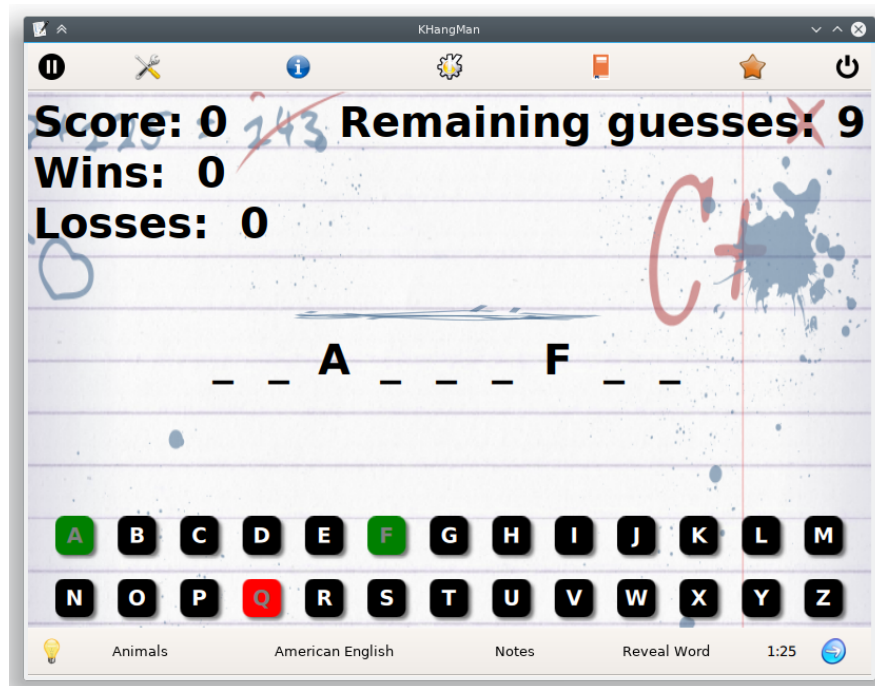 KHangMan
Score: 0 Remaining guesses: 9
Wins: 0
Losses: 0
_ _ A _ _ _ F _ _
A B C D E F G H I J K L M
N O P Q R S T U V W X Y Z
Animals American English Notes Reveal Word 1:25